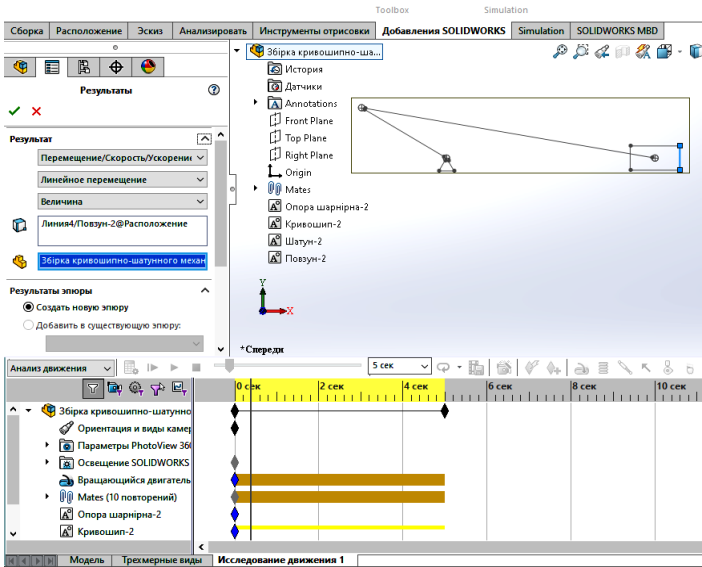 Toolbox Simulation
Сборка Расположение Эскиз Анализировать Инструменты отрисовки Добавления SOLIDWORKS Simulation SOLIDWORKS MBD
Результаты
Результат
Перемещение/Скорость/Ускорени
Линейное перемещение
Величина
Линия4/Повзун-2@Расположение
Збірка кривошипно-шатунного механ
Результаты эпюры
Создать новую эпюру
Добавить в существующую эпюру:
Збірка кривошипно-ша...
История
Датчики
Annotations
Front Plane
Top Plane
Right Plane
Origin
Mates
Опора шарнірна-2
Кривошип-2
Шатун-2
Повзун-2
Y
X
*Спереди
Анализ движения
5 сек
0 сек 2 сек 4 сек 6 сек 8 сек 10 сек
Збірка кривошипно-шатунно
Ориентация и виды камер
Параметры PhotoView 36
Освещение SOLIDWORKS
Вращающийся двигатель
Mates (10 повторений)
Опора шарнірна-2
Кривошип-2
Модель Трехмерные виды Исследование движения 1